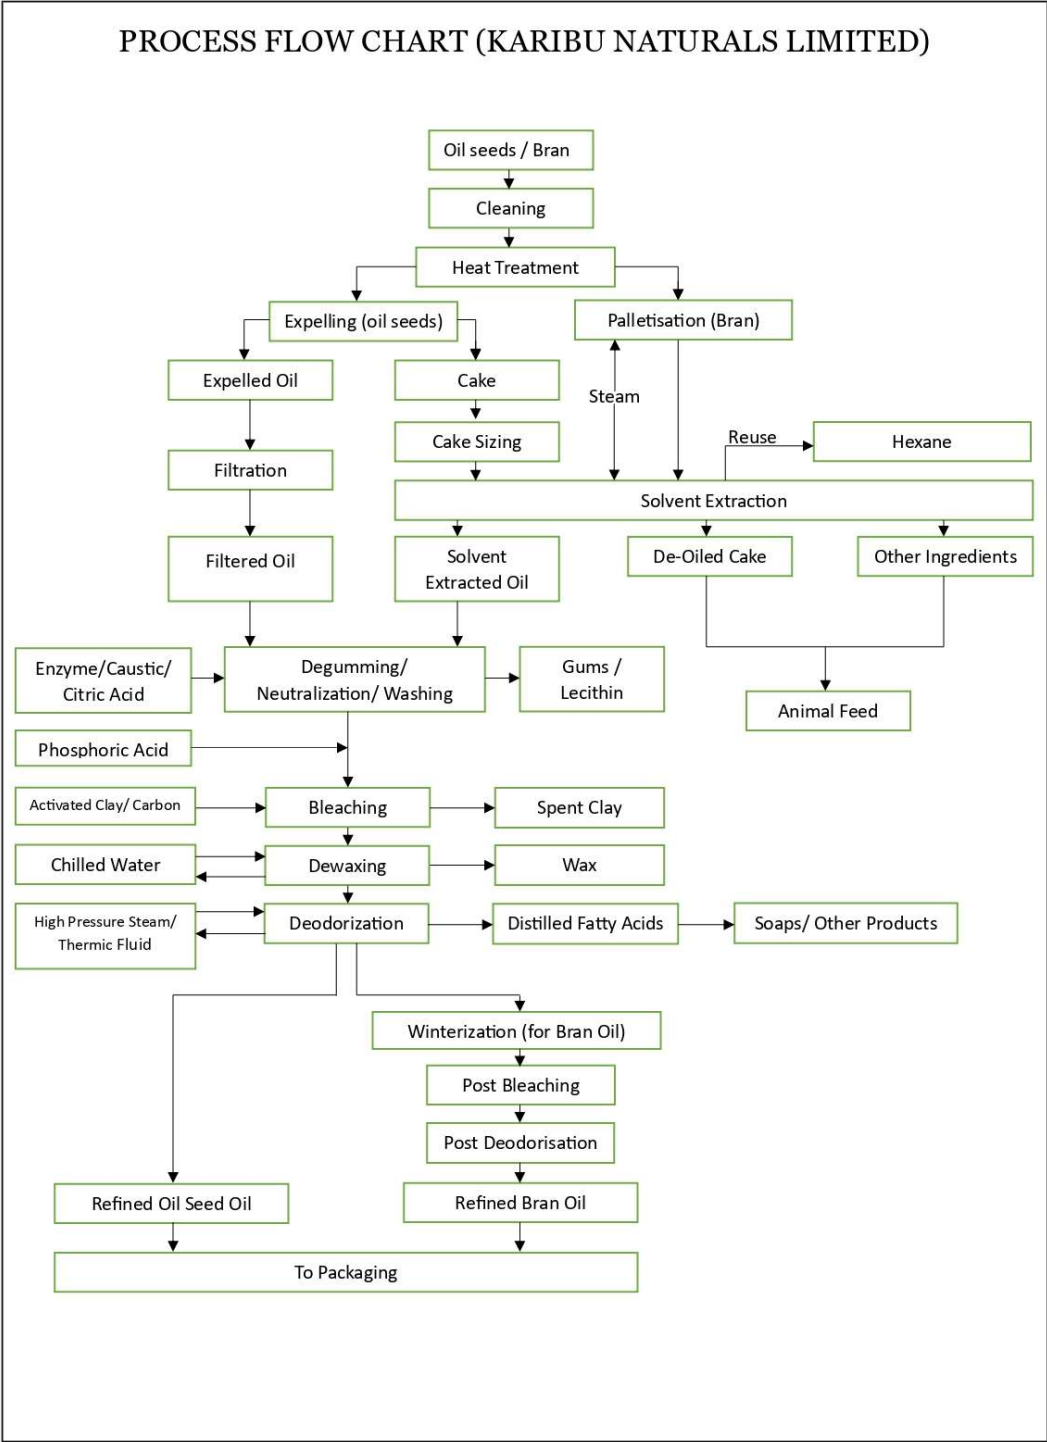 PROCESS FLOW CHART (KARIBU NATURALS LIMITED)
Oil seeds / Bran
Cleaning
Heat Treatment
Expelling (oil seeds)
Palletisation (Bran)
Expelled Oil
Cake
Steam
Cake Sizing
Reuse
Hexane
Filtration
Solvent Extraction
Filtered Oil
Solvent
Extracted Oil
De-Oiled Cake
Other Ingredients
Enzyme/Caustic/
Citric Acid
Degumming/
Neutralization/ Washing
Gums /
Lecithin
Animal Feed
Phosphoric Acid
Activated Clay/ Carbon
Bleaching
Spent Clay
Chilled Water
Dewaxing
Wax
High Pressure Steam/
Thermic Fluid
Deodorization
Distilled Fatty Acids
Soaps/ Other Products
Winterization (for Bran Oil)
Post Bleaching
Post Deodorisation
Refined Oil Seed Oil
Refined Bran Oil
To Packaging